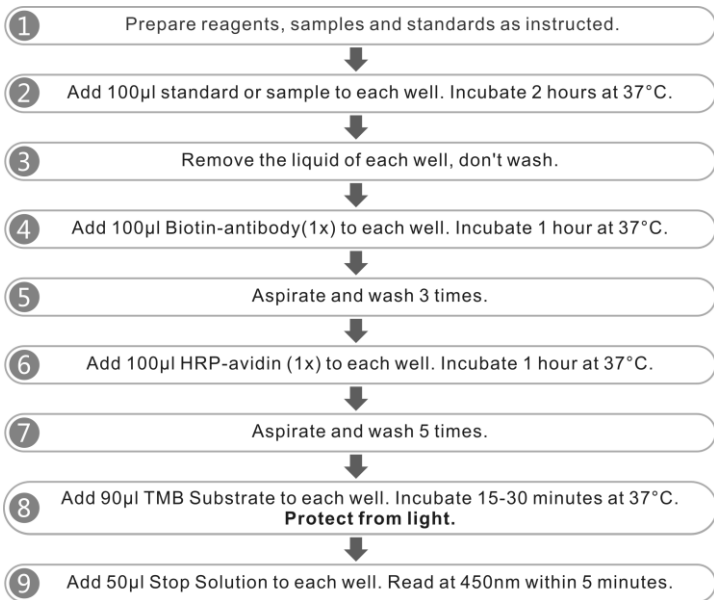 1 Prepare reagents, samples and standards as instructed.
2 Add 100μl standard or sample to each well. Incubate 2 hours at 37°C.
3 Remove the liquid of each well, don't wash.
4 Add 100μl Biotin-antibody(1x) to each well. Incubate 1 hour at 37°C.
5 Aspirate and wash 3 times.
6 Add 100μl HRP-avidin (1x) to each well. Incubate 1 hour at 37°C.
7 Aspirate and wash 5 times.
8 Add 90μl TMB Substrate to each well. Incubate 15-30 minutes at 37°C.
Protect from light.
9 Add 50μl Stop Solution to each well. Read at 450nm within 5 minutes.